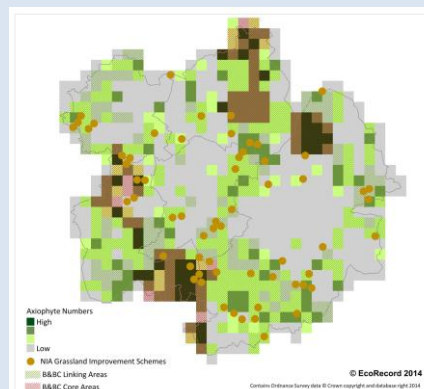 Axiophyte Numbers
High
Low
NIA Grassland Improvement Schemes
B&BC Linking Areas
B&BC Core Areas
© EcoRecord 2014
Contains Ordnance Survey data © Crown copyright and database right 2014